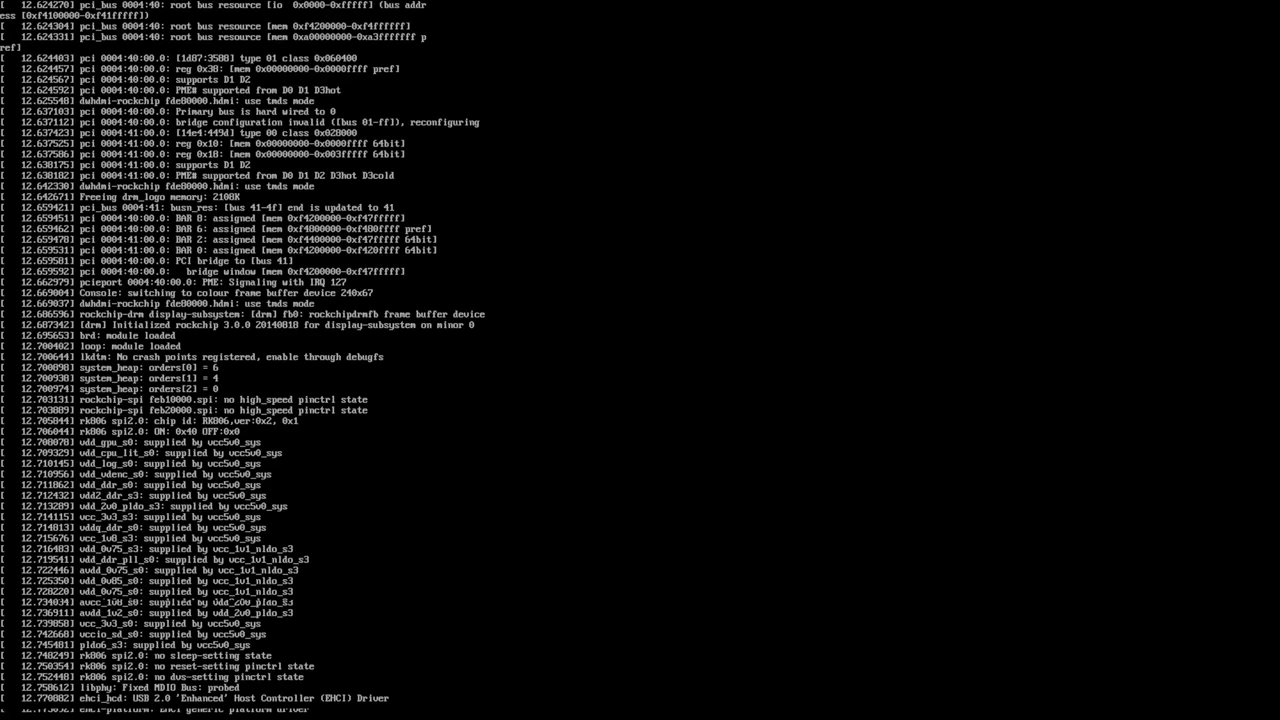 [   12.624270] pci_bus 0004:40: root bus resource [io  0x0000-0xfffff] (bus addr
ess [0xf4100000-0xf41fffff])
[   12.624304] pci_bus 0004:40: root bus resource [mem 0xf4200000-0xf4ffffff]
[   12.624331] pci_bus 0004:40: root bus resource [mem 0xa00000000-0xa3fffffff p
ref]
[   12.624403] pci 0004:40:00.0: [1d87:3588] type 01 class 0x060400
[   12.624457] pci 0004:40:00.0: reg 0x38: [mem 0x00000000-0x0000ffff pref]
[   12.624567] pci 0004:40:00.0: supports D1 D2
[   12.624592] pci 0004:40:00.0: PME# supported from D0 D1 D3hot
[   12.625548] dwhdmi-rockchip fde80000.hdmi: use tmds mode
[   12.637103] pci 0004:40:00.0: Primary bus is hard wired to 0
[   12.637112] pci 0004:40:00.0: bridge configuration invalid ([bus 01-ff]), reconfiguring
[   12.637423] pci 0004:41:00.0: [14e4:449d] type 00 class 0x028000
[   12.637525] pci 0004:41:00.0: reg 0x10: [mem 0x00000000-0x0000ffff 64bit]
[   12.637586] pci 0004:41:00.0: reg 0x18: [mem 0x00000000-0x003fffff 64bit]
[   12.638175] pci 0004:41:00.0: supports D1 D2
[   12.638182] pci 0004:41:00.0: PME# supported from D0 D1 D2 D3hot D3cold
[   12.642330] dwhdmi-rockchip fde80000.hdmi: use tmds mode
[   12.642671] Freeing drm_logo memory: 2108K
[   12.659421] pci_bus 0004:41: busn_res: [bus 41-4f] end is updated to 41
[   12.659451] pci 0004:40:00.0: BAR 8: assigned [mem 0xf4200000-0xf47fffff]
[   12.659462] pci 0004:40:00.0: BAR 6: assigned [mem 0xf4800000-0xf480ffff pref]
[   12.659478] pci 0004:41:00.0: BAR 2: assigned [mem 0xf4400000-0xf47fffff 64bit]
[   12.659531] pci 0004:41:00.0: BAR 0: assigned [mem 0xf4200000-0xf420ffff 64bit]
[   12.659581] pci 0004:40:00.0: PCI bridge to [bus 41]
[   12.659592] pci 0004:40:00.0:   bridge window [mem 0xf4200000-0xf47fffff]
[   12.662979] pcieport 0004:40:00.0: PME: Signaling with IRQ 127
[   12.669004] Console: switching to colour frame buffer device 240x67
[   12.669037] dwhdmi-rockchip fde80000.hdmi: use tmds mode
[   12.686596] rockchip-drm display-subsystem: [drm] fb0: rockchipdrmfb frame buffer device
[   12.687342] [drm] Initialized rockchip 3.0.0 20140818 for display-subsystem on minor 0
[   12.695653] brd: module loaded
[   12.700402] loop: module loaded
[   12.700644] lkdtm: No crash points registered, enable through debugfs
[   12.700898] system_heap: orders[0] = 6
[   12.700938] system_heap: orders[1] = 4
[   12.700974] system_heap: orders[2] = 0
[   12.703131] rockchip-spi feb10000.spi: no high_speed pinctrl state
[   12.703889] rockchip-spi feb20000.spi: no high_speed pinctrl state
[   12.705844] rk806 spi2.0: chip id: RK806,ver:0x2, 0x1
[   12.706044] rk806 spi2.0: ON: 0x40 OFF:0x0
[   12.708078] vdd_gpu_s0: supplied by vcc5v0_sys
[   12.709329] vdd_cpu_lit_s0: supplied by vcc5v0_sys
[   12.710145] vdd_log_s0: supplied by vcc5v0_sys
[   12.710956] vdd_vdenc_s0: supplied by vcc5v0_sys
[   12.711862] vdd_ddr_s0: supplied by vcc5v0_sys
[   12.712432] vdd2_ddr_s3: supplied by vcc5v0_sys
[   12.713289] vdd_2v0_pldo_s3: supplied by vcc5v0_sys
[   12.714115] vcc_3v3_s3: supplied by vcc5v0_sys
[   12.714813] vddq_ddr_s0: supplied by vcc5v0_sys
[   12.715676] vcc_1v8_s3: supplied by vcc5v0_sys
[   12.716483] vdd_0v75_s3: supplied by vcc_1v1_nldo_s3
[   12.719541] vdd_ddr_pll_s0: supplied by vcc_1v1_nldo_s3
[   12.722446] avdd_0v75_s0: supplied by vcc_1v1_nldo_s3
[   12.725350] vdd_0v85_s0: supplied by vcc_1v1_nldo_s3
[   12.728220] vdd_0v75_s0: supplied by vcc_1v1_nldo_s3
[   12.734034] avcc_1v8_s0: supplied by vdd_2v0_pldo_s3
[   12.736911] avdd_1v2_s0: supplied by vdd_2v0_pldo_s3
[   12.739858] vcc_3v3_s0: supplied by vcc5v0_sys
[   12.742668] vccio_sd_s0: supplied by vcc5v0_sys
[   12.745481] pldo6_s3: supplied by vcc5v0_sys
[   12.748249] rk806 spi2.0: no sleep-setting state
[   12.750354] rk806 spi2.0: no reset-setting pinctrl state
[   12.752448] rk806 spi2.0: no dvs-setting pinctrl state
[   12.758612] libphy: Fixed MDIO Bus: probed
[   12.770882] ehci_hcd: USB 2.0 'Enhanced' Host Controller (EHCI) Driver
ehci-platform: EHCI generic platform driver